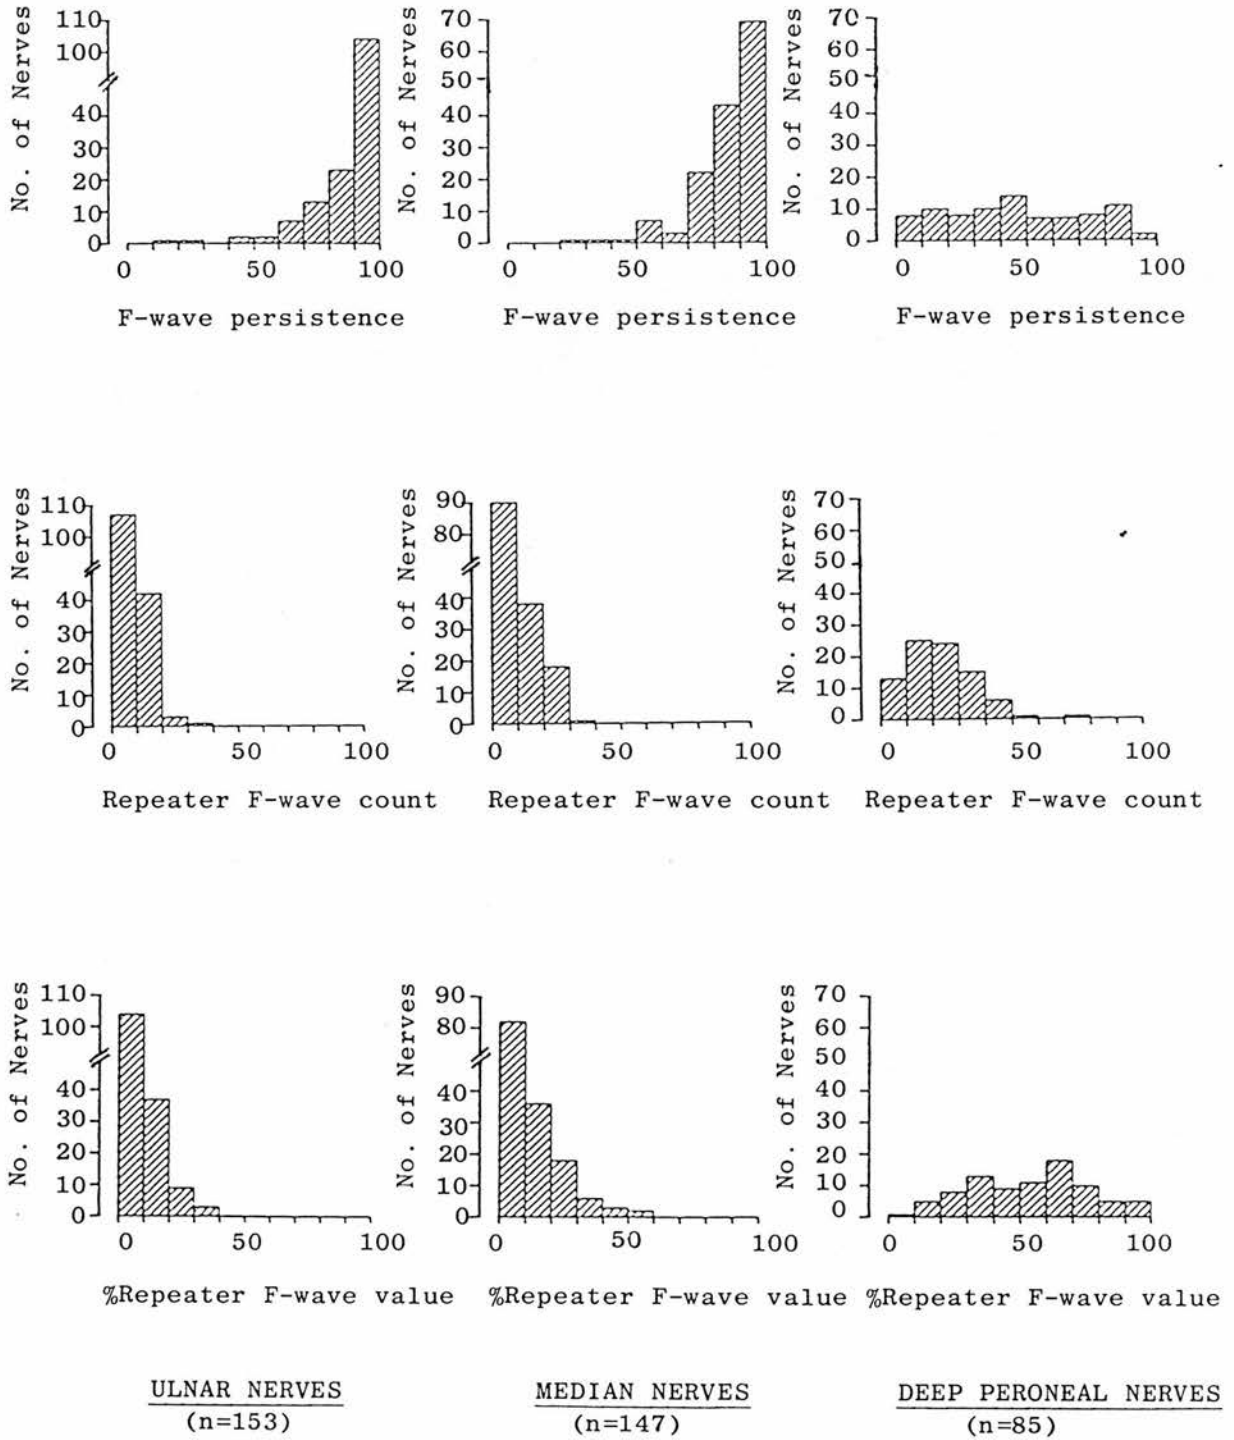 No. of Nerves
110
100
40
30
20
10
0
0 50 100
F-wave persistence
No. of Nerves
70
60
50
40
30
20
10
0
0 50 100
F-wave persistence
No. of Nerves
70
60
50
40
30
20
10
0
0 50 100
F-wave persistence
No. of Nerves
110
100
40
30
20
10
0
0 50 100
Repeater F-wave count
No. of Nerves
90
80
40
30
20
10
0
0 50 100
Repeater F-wave count
No. of Nerves
70
60
50
40
30
20
10
0
0 50 100
Repeater F-wave count
No. of Nerves
110
100
40
30
20
10
0
0 50 100
%Repeater F-wave value
No. of Nerves
90
80
40
30
20
10
0
0 50 100
%Repeater F-wave value
No. of Nerves
70
60
50
40
30
20
10
0
0 50 100
%Repeater F-wave value
ULNAR NERVES
(n=153)
MEDIAN NERVES
(n=147)
DEEP PERONEAL NERVES
(n=85)